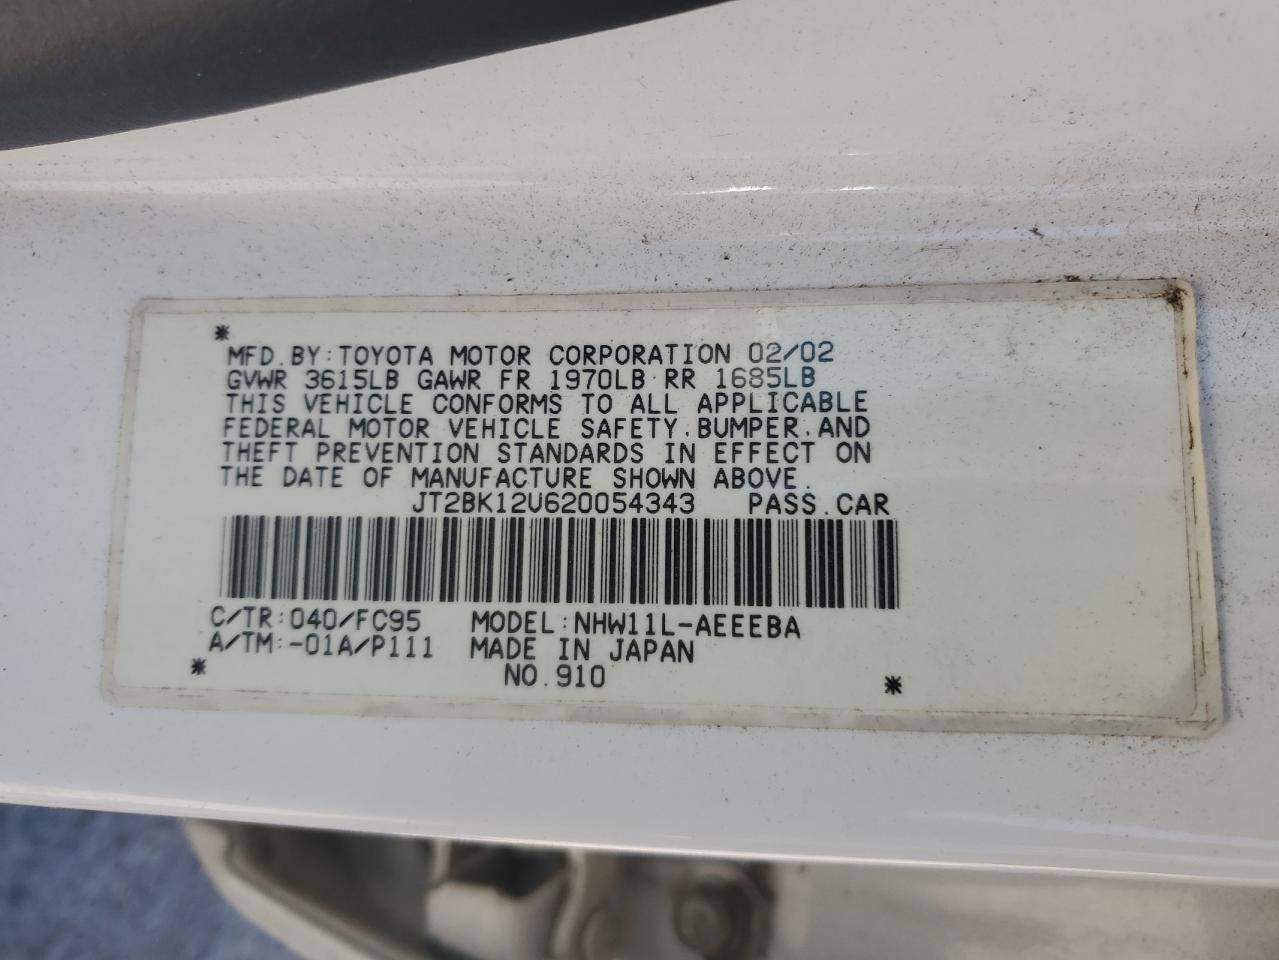 *
MFD.BY:TOYOTA MOTOR CORPORATION 02/02
GVWR 3615LB GAWR FR 1970LB RR 1685LB
THIS VEHICLE CONFORMS TO ALL APPLICABLE
FEDERAL MOTOR VEHICLE SAFETY,BUMPER,AND
THEFT PREVENTION STANDARDS IN EFFECT ON
THE DATE OF MANUFACTURE SHOWN ABOVE.
JT2BK12U620054343 PASS.CAR
C/TR:040/FC95 MODEL:NHW11L-AEEEBA
A/TM:-01A/P111 MADE IN JAPAN
* NO.910 *